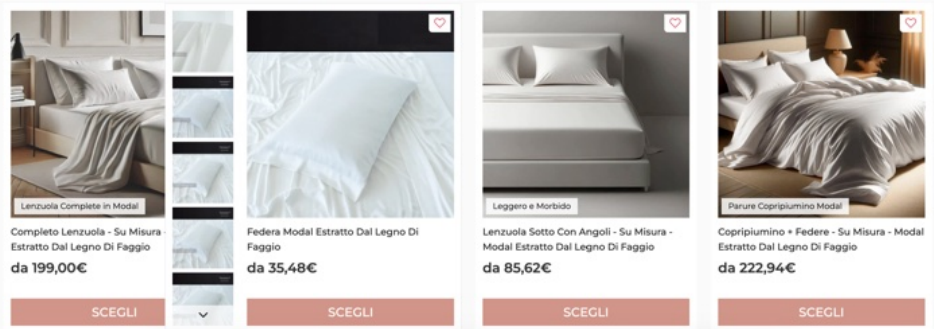 Lenzuola Complete in Modal
Completo Lenzuola - Su Misura -
Estratto Dal Legno Di Faggio
da 199,00€
SCEGLI
Federa Modal Estratto Dal Legno Di
Faggio
da 35,48€
SCEGLI
Leggero e Morbido
Lenzuola Sotto Con Angoli - Su Misura -
Modal Estratto Dal Legno Di Faggio
da 85,62€
SCEGLI
Parure Copripiumino Modal
Copripiumino + Federe - Su Misura - Modal
Estratto Dal Legno Di Faggio
da 222,94€
SCEGLI